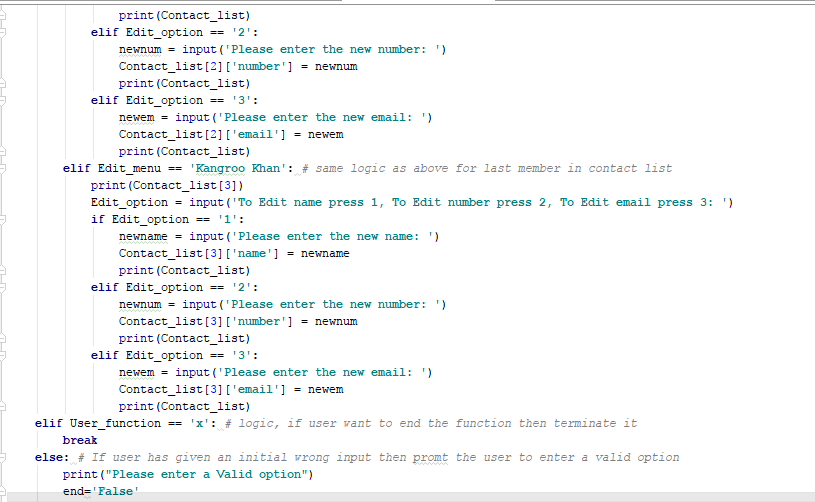 print(Contact_list)
elif Edit_option == '2':
newnum = input('Please enter the new number: ')
Contact_list[2]['number'] = newnum
print(Contact_list)
elif Edit_option == '3':
newem = input('Please enter the new email: ')
Contact_list[2]['email'] = newem
print(Contact_list)
elif Edit_menu == 'Kangroo Khan': # same logic as above for last member in contact list
print(Contact_list[3])
Edit_option = input('To Edit name press 1, To Edit number press 2, To Edit email press 3: ')
if Edit_option == '1':
newname = input('Please enter the new name: ')
Contact_list[3]['name'] = newname
print(Contact_list)
elif Edit_option == '2':
newnum = input('Please enter the new number: ')
Contact_list[3]['number'] = newnum
print(Contact_list)
elif Edit_option == '3':
newem = input('Please enter the new email: ')
Contact_list[3]['email'] = newem
print(Contact_list)
elif User_function == 'x': # logic, if user want to end the function then terminate it
break
else: # If user has given an initial wrong input then promt the user to enter a valid option
print("Please enter a Valid option")
end='False'